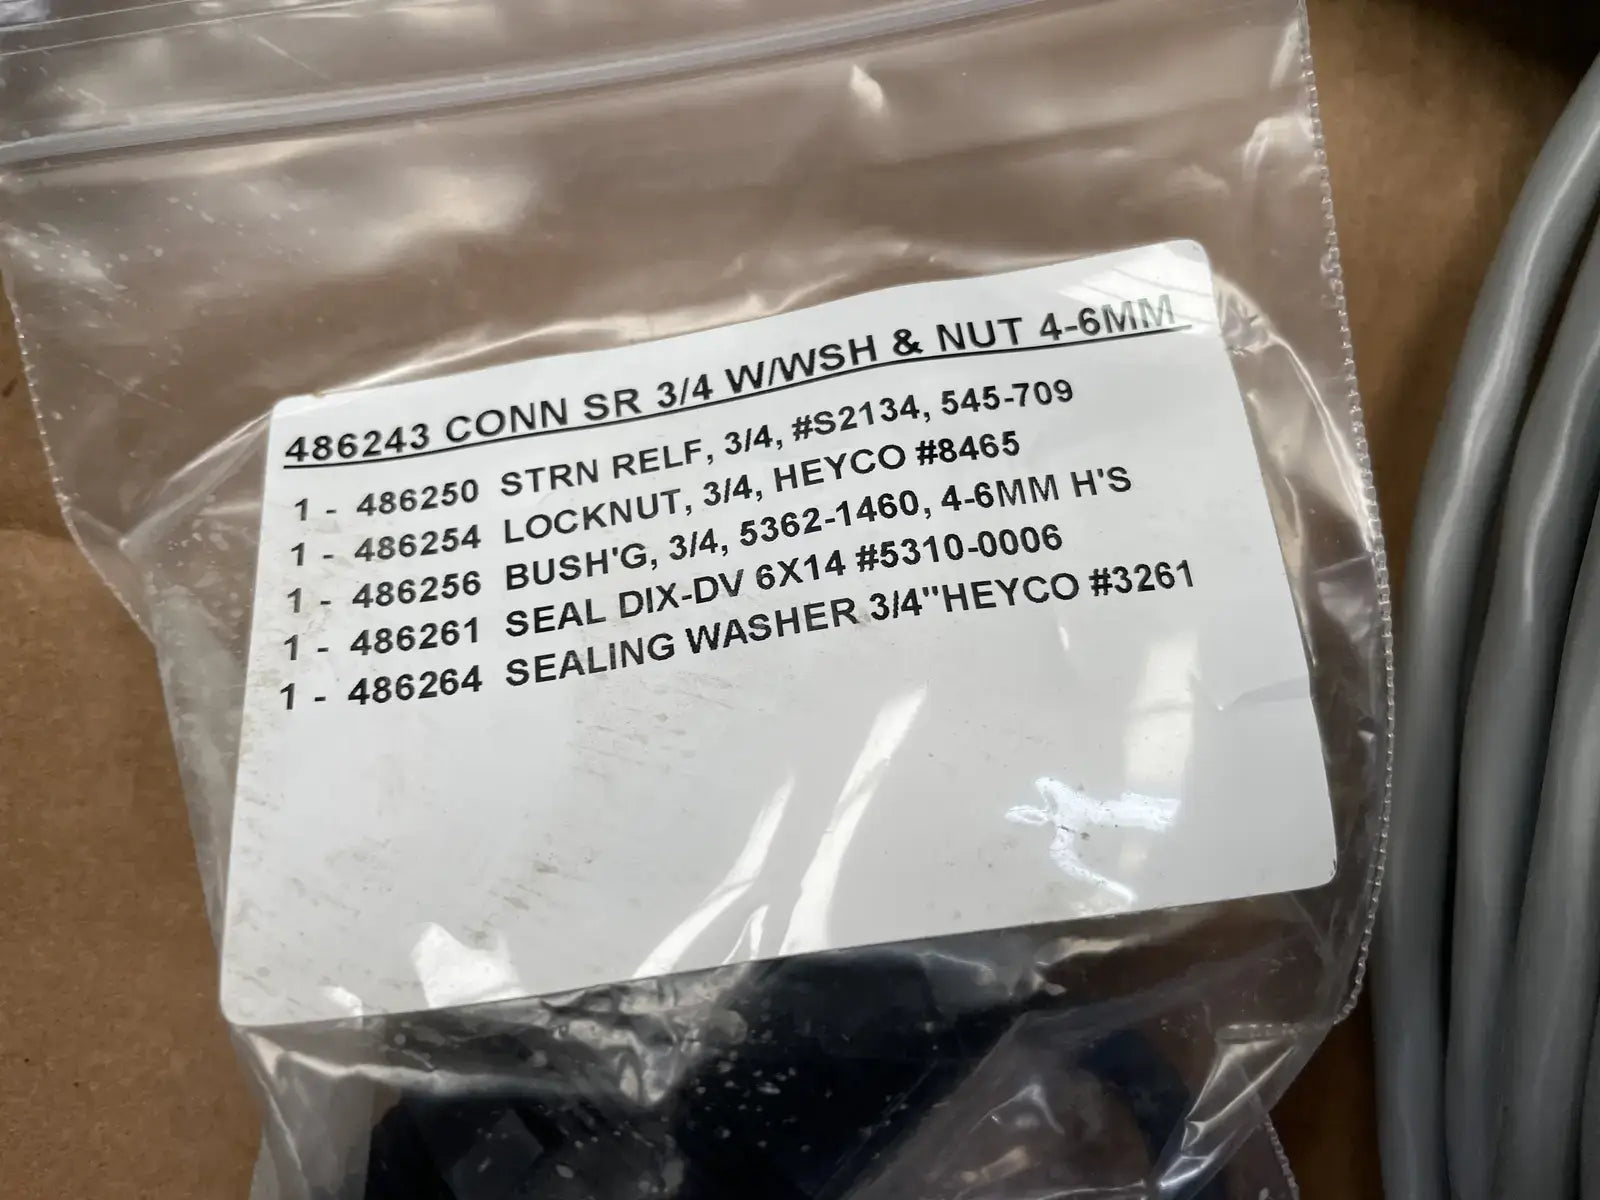 486243 CONN SR 3/4 W/WSH & NUT 4-6MM
1 - 486250 STRN RELF, 3/4, #S2134, 545-709
1 - 486254 LOCKNUT, 3/4, HEYCO #8465
1 - 486256 BUSH'G, 3/4, 5362-1460, 4-6MM H'S
1 - 486261 SEAL DIX-DV 6X14 #5310-0006
1 - 486264 SEALING WASHER 3/4"HEYCO #3261